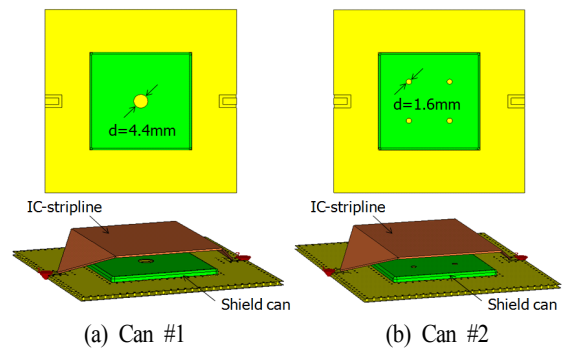 d=4.4mm
d=1.6mm
IC-stripline
IC-stripline
Shield can
Shield can
(a) Can #1
(b) Can #2